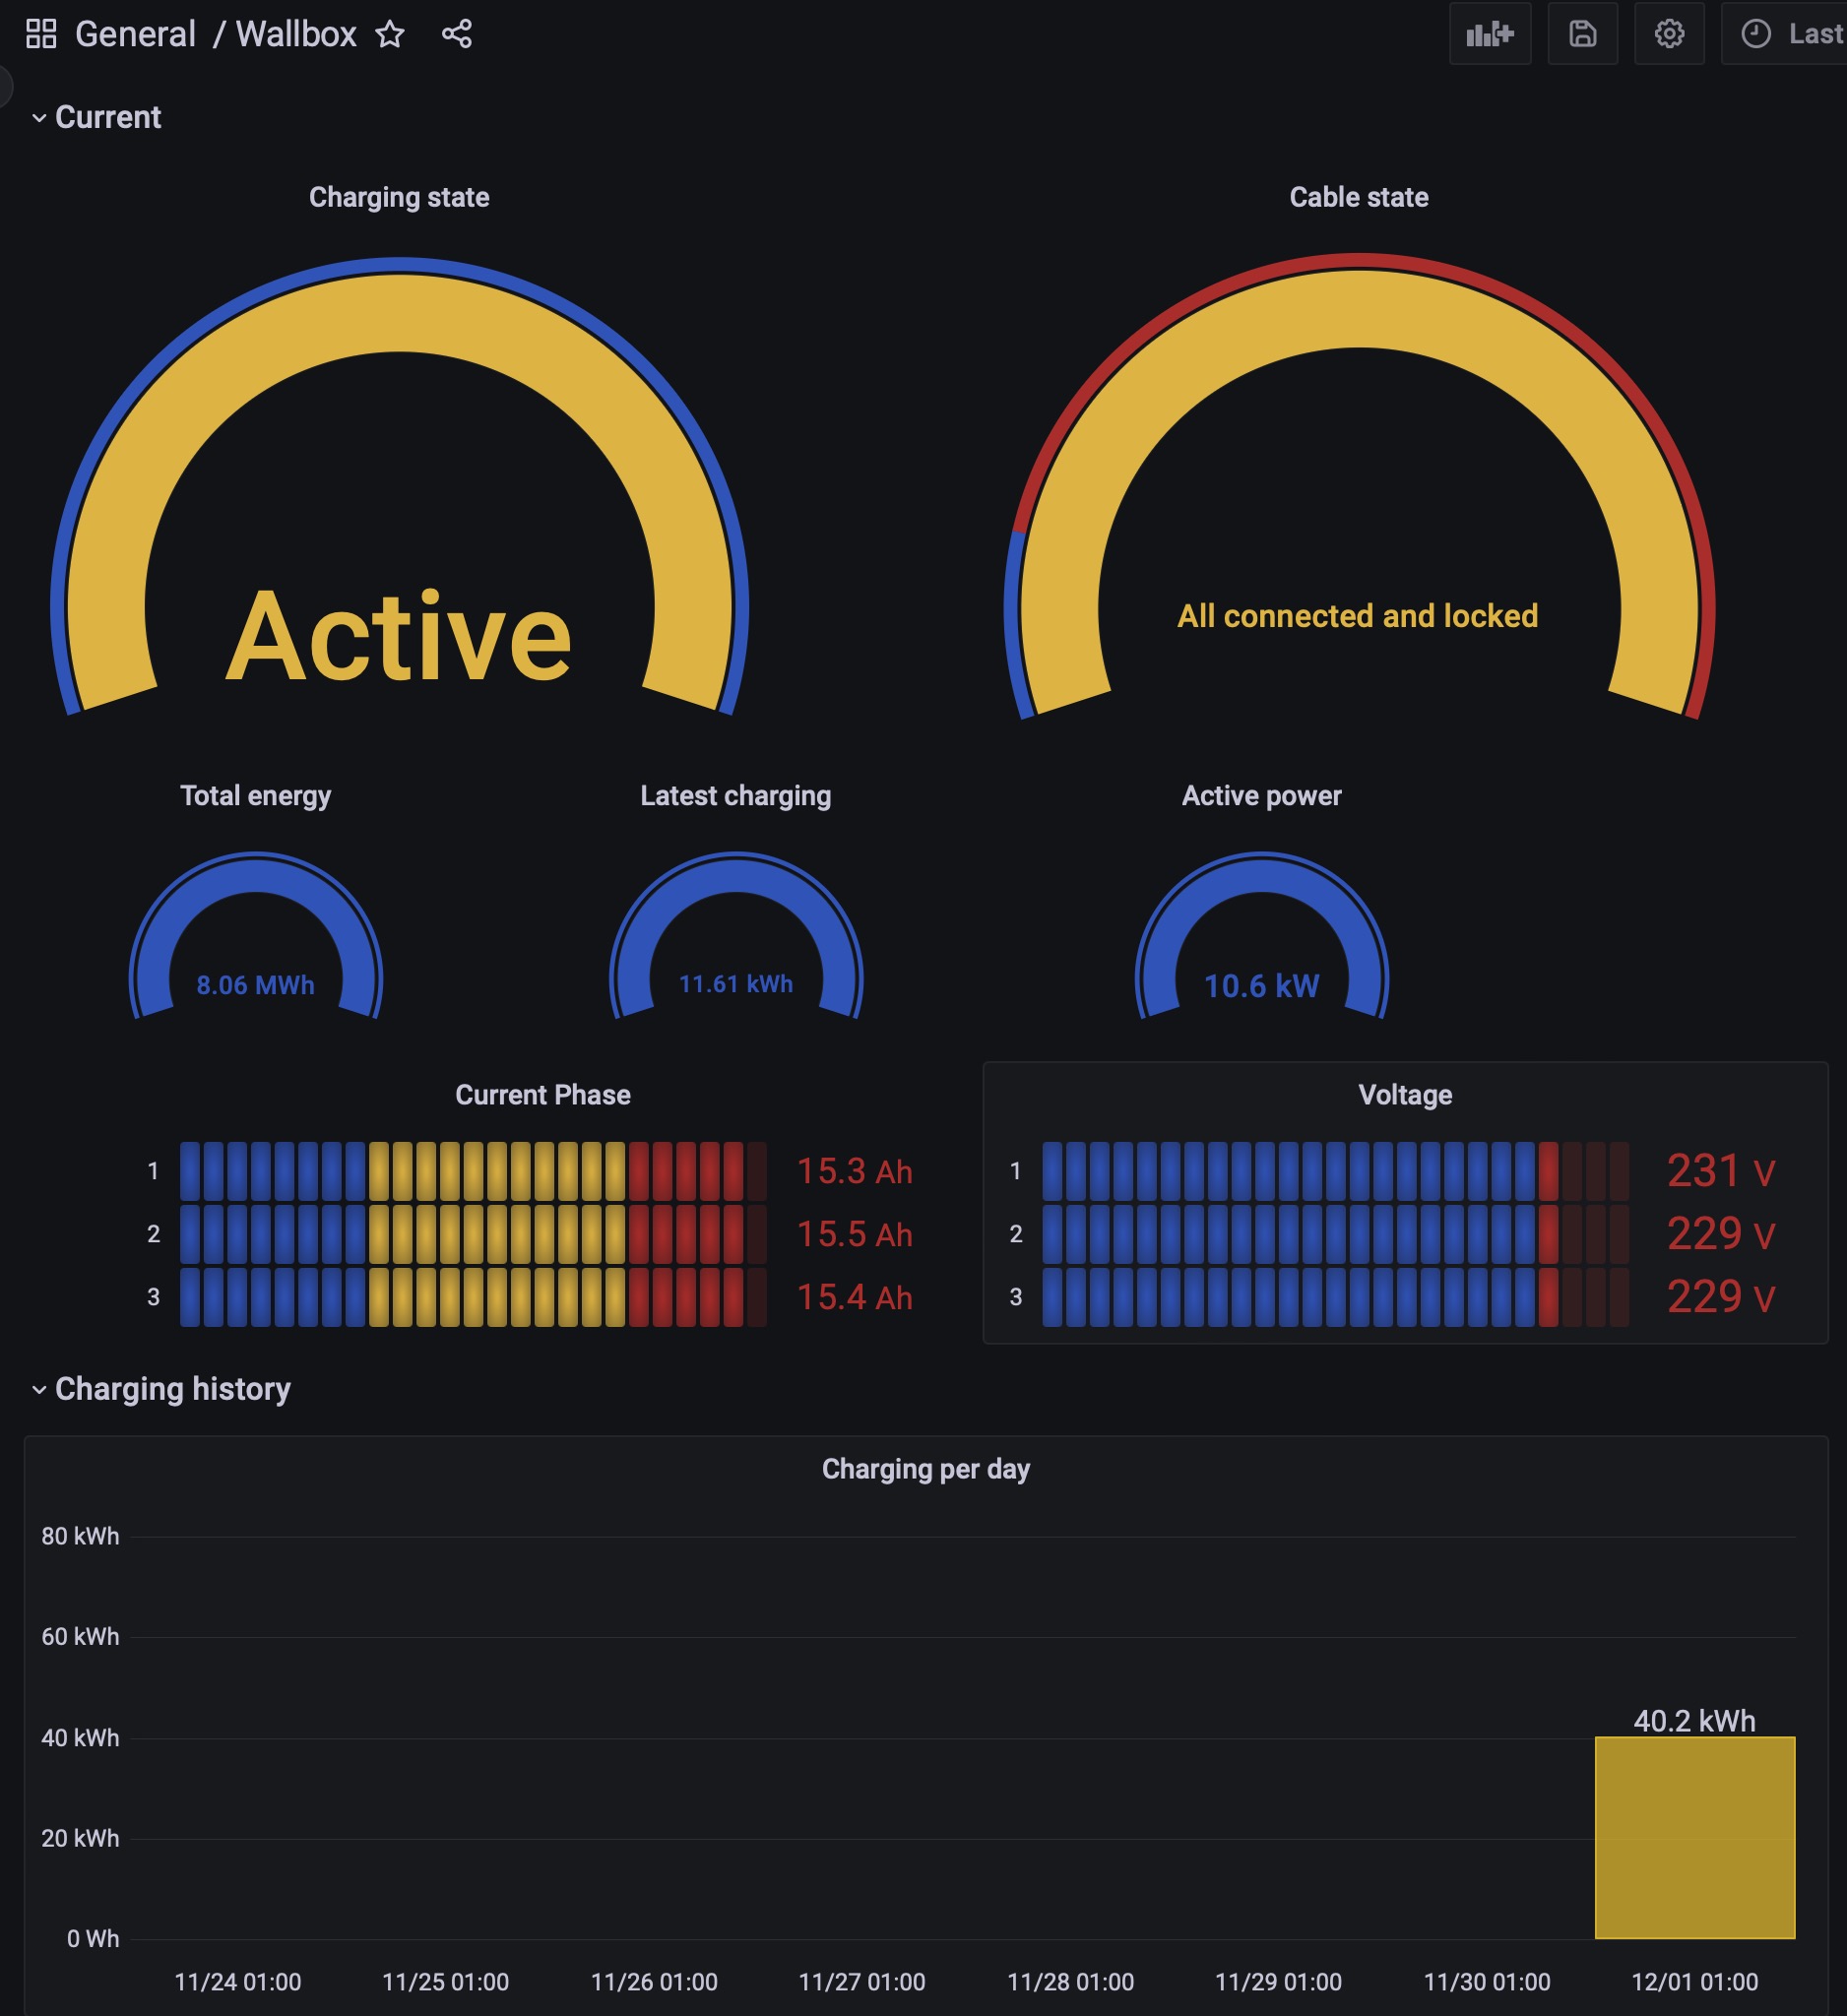 General / Wallbox
Last
Current
Charging state
Cable state
Active
All connected and locked
Total energy
Latest charging
Active power
8.06 MWh
11.61 kWh
10.6 kW
Current Phase
1
15.3 Ah
2
15.5 Ah
3
15.4 Ah
Voltage
1
231 V
2
229 V
3
229 V
Charging history
Charging per day
80 kWh
60 kWh
40 kWh
20 kWh
0 Wh
40.2 kWh
11/24 01:00
11/25 01:00
11/26 01:00
11/27 01:00
11/28 01:00
11/29 01:00
11/30 01:00
12/01 01:00